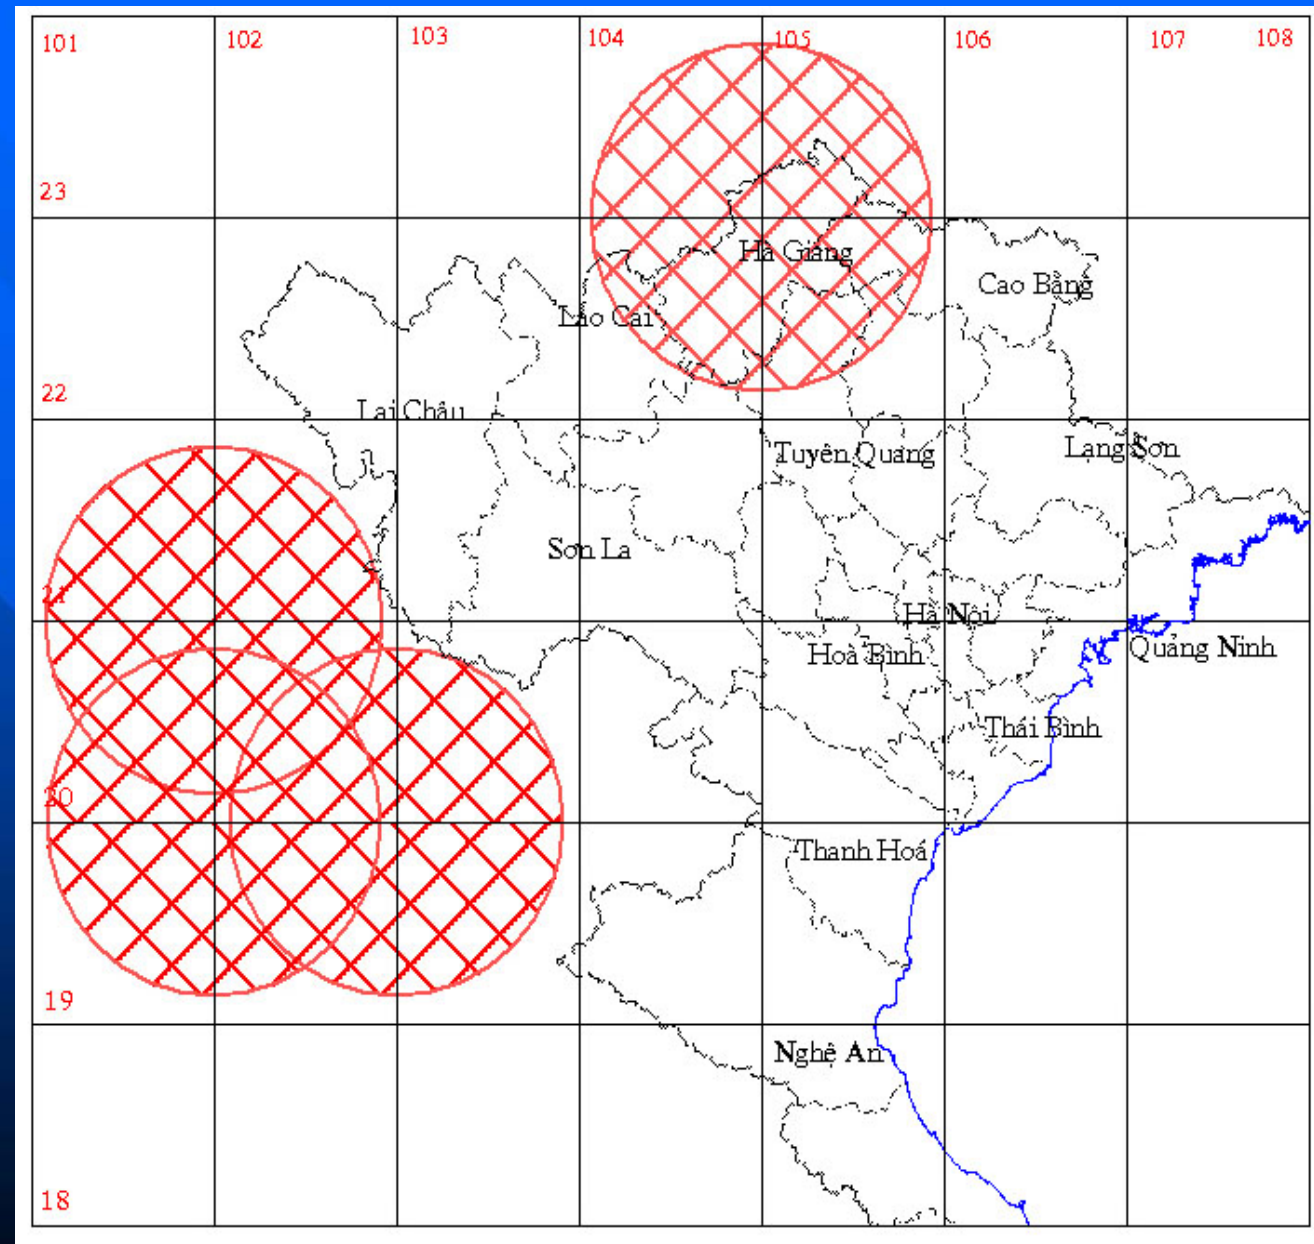 101 102 103 104 105 106 107 108
23
Hà Giang
Cao Bằng
Lào Cai
22
Lai Châu
Tuyên Quang
Lạng Sơn
Sơn La
21
Hà Nôi
Hoà Bình
Quảng Ninh
Thái Bình
20
Thanh Hoá
19
Nghệ An
18